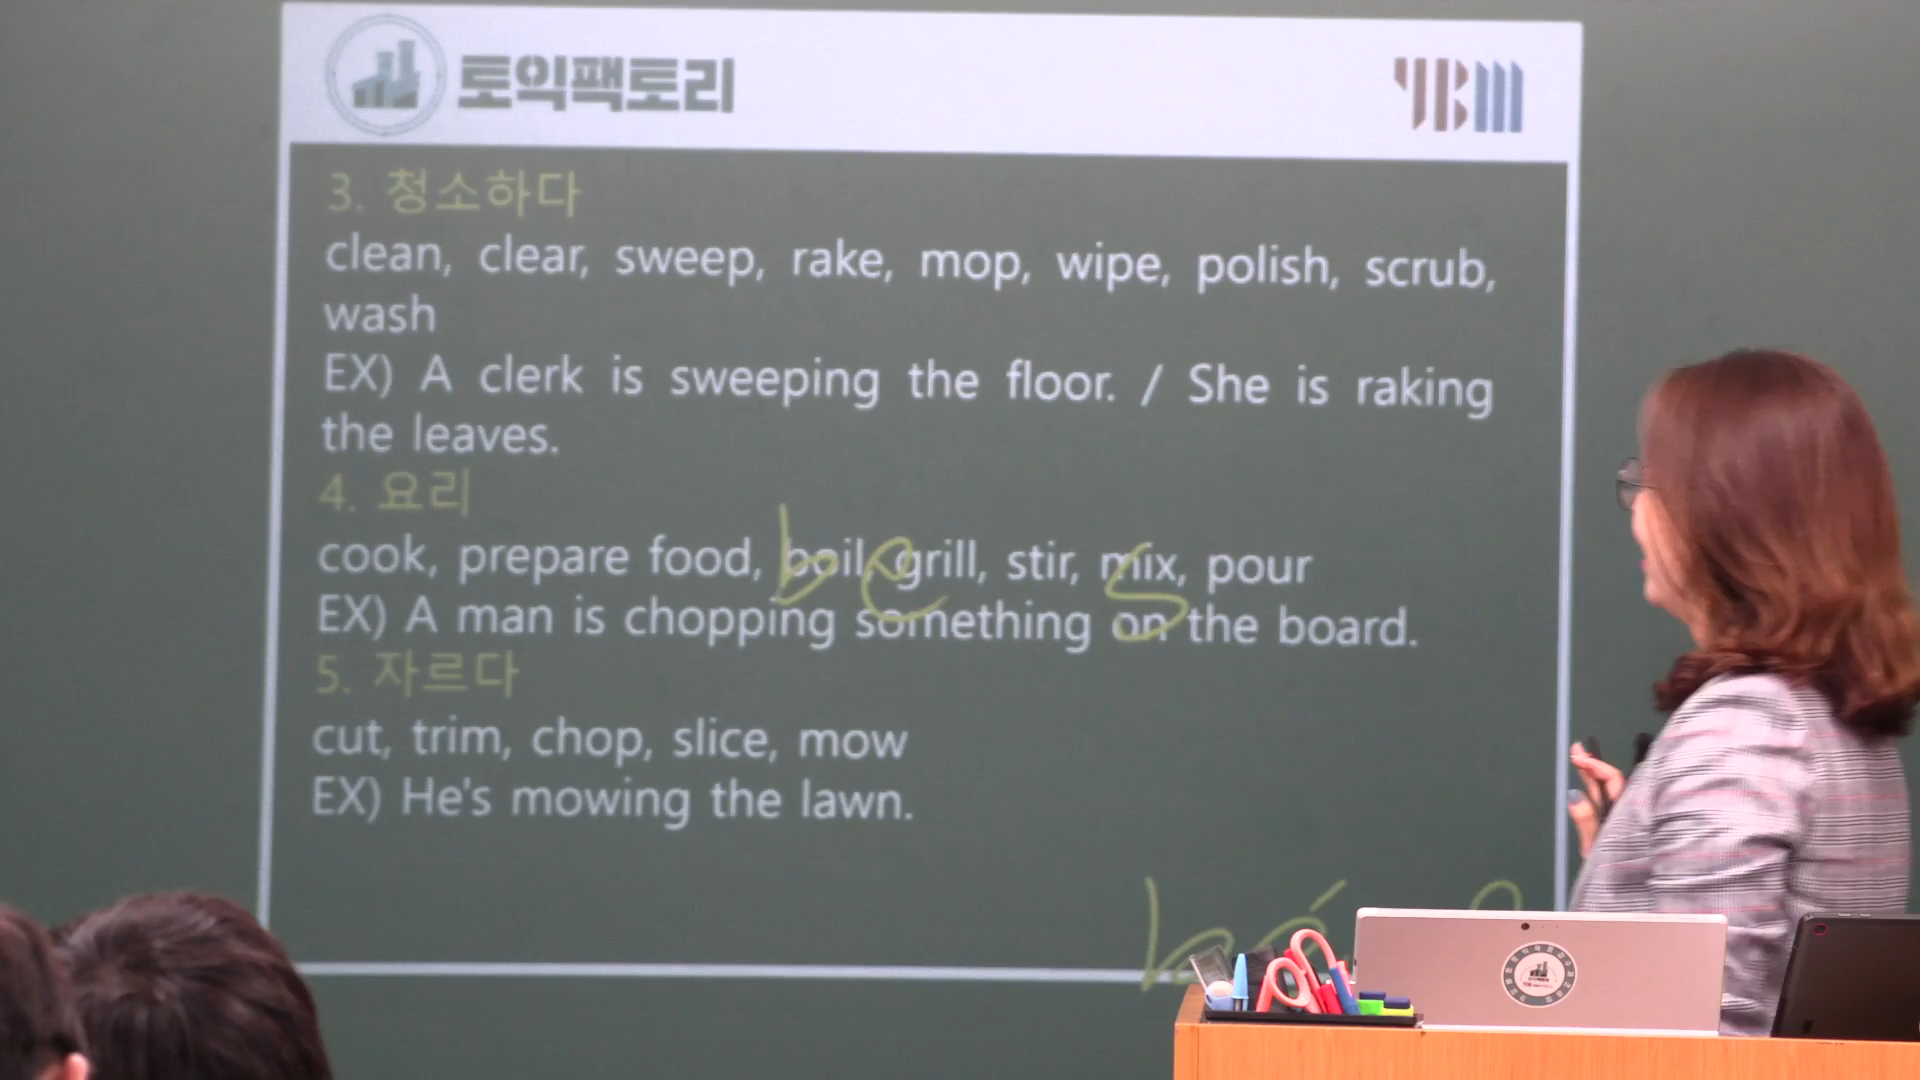 토익팩토리 YBM
3. 청소하다
clean, clear, sweep, rake, mop, wipe, polish, scrub,
wash
EX) A clerk is sweeping the floor. / She is raking
the leaves.
4. 요리
cook, prepare food, boil, grill, stir, mix, pour
EX) A man is chopping something on the board.
5. 자르다
cut, trim, chop, slice, mow
EX) He's mowing the lawn.
b e s